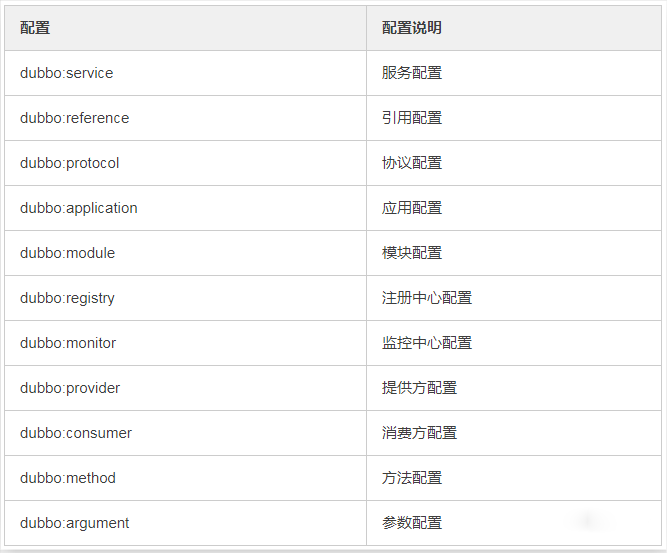 配置 配置说明
dubbo:service 服务配置
dubbo:reference 引用配置
dubbo:protocol 协议配置
dubbo:application 应用配置
dubbo:module 模块配置
dubbo:registry 注册中心配置
dubbo:monitor 监控中心配置
dubbo:provider 提供方配置
dubbo:consumer 消费方配置
dubbo:method 方法配置
dubbo:argument 参数配置